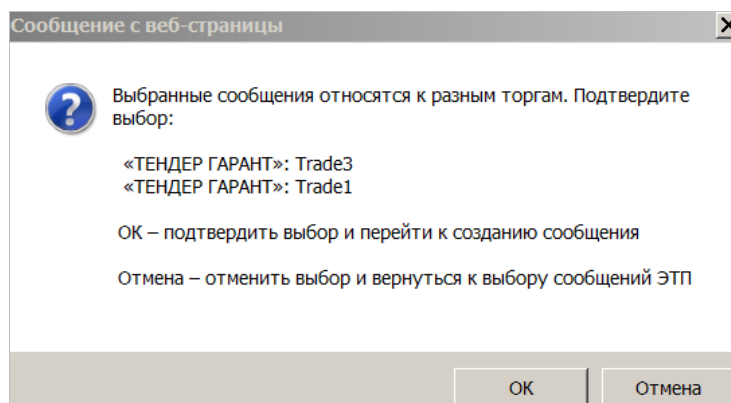 Сообщение с веб-страницы
Выбранные сообщения относятся к разным торгам. Подтвердите
выбор:
«ТЕНДЕР ГАРАНТ»: Trade3
«ТЕНДЕР ГАРАНТ»: Trade1
ОК – подтвердить выбор и перейти к созданию сообщения
Отмена – отменить выбор и вернуться к выбору сообщений ЭТП
ОК
Отмена